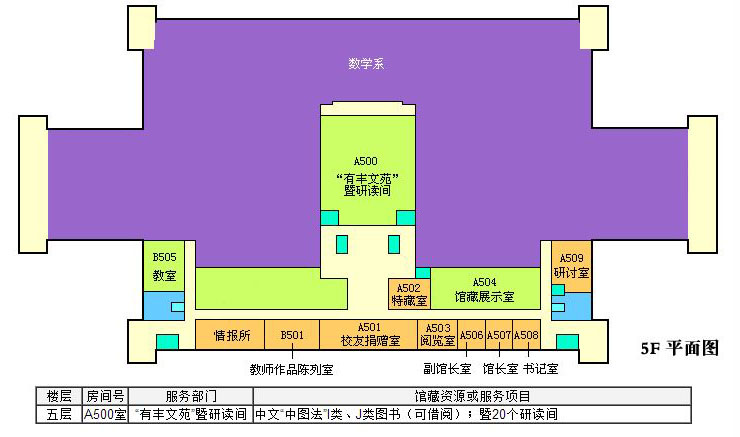 数学系
A500
“有丰文苑”
暨研读间
B505
教室
A509
研讨室
A502
特藏室
A504
馆藏展示室
情报所
B501
A501
校友捐赠室
A503
阅览室
A506
A507
A508
教师作品陈列室
副馆长室
馆长室
书记室
5F 平面图
楼层 房间号 服务部门 馆藏资源或服务项目
五层 A500室 “有丰文苑”暨研读间 中文“中图法”I类、J类图书（可借阅）；暨20个研读间